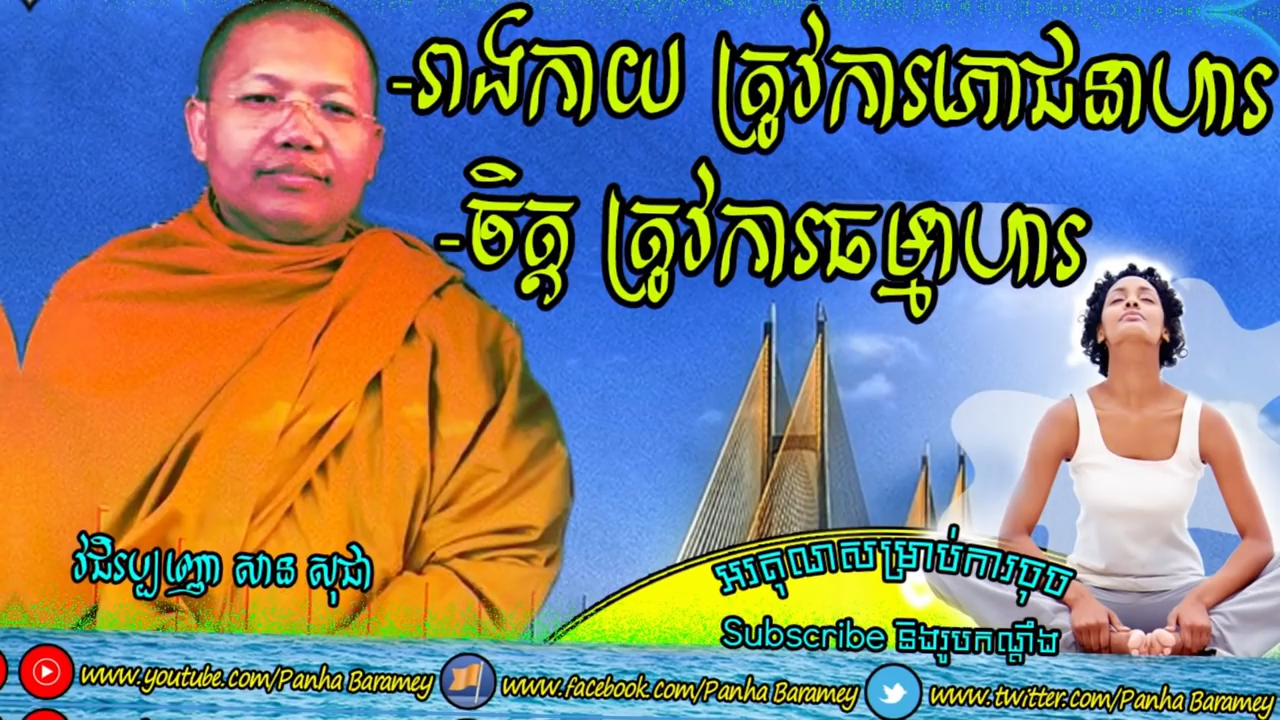 -រាងកាយ ត្រូវការភោជនាហារ
-ចិត្ត ត្រូវការធម្មាហារ
វជិរប្បញ្ញោ សាន សុជា
អរគុណសម្រាប់ការចុច
Subscribe និងរូបកណ្ដឹង
www.youtube.com/Panha Baramey
www.facebook.com/Panha Baramey
www.twitter.com/Panha Baramey